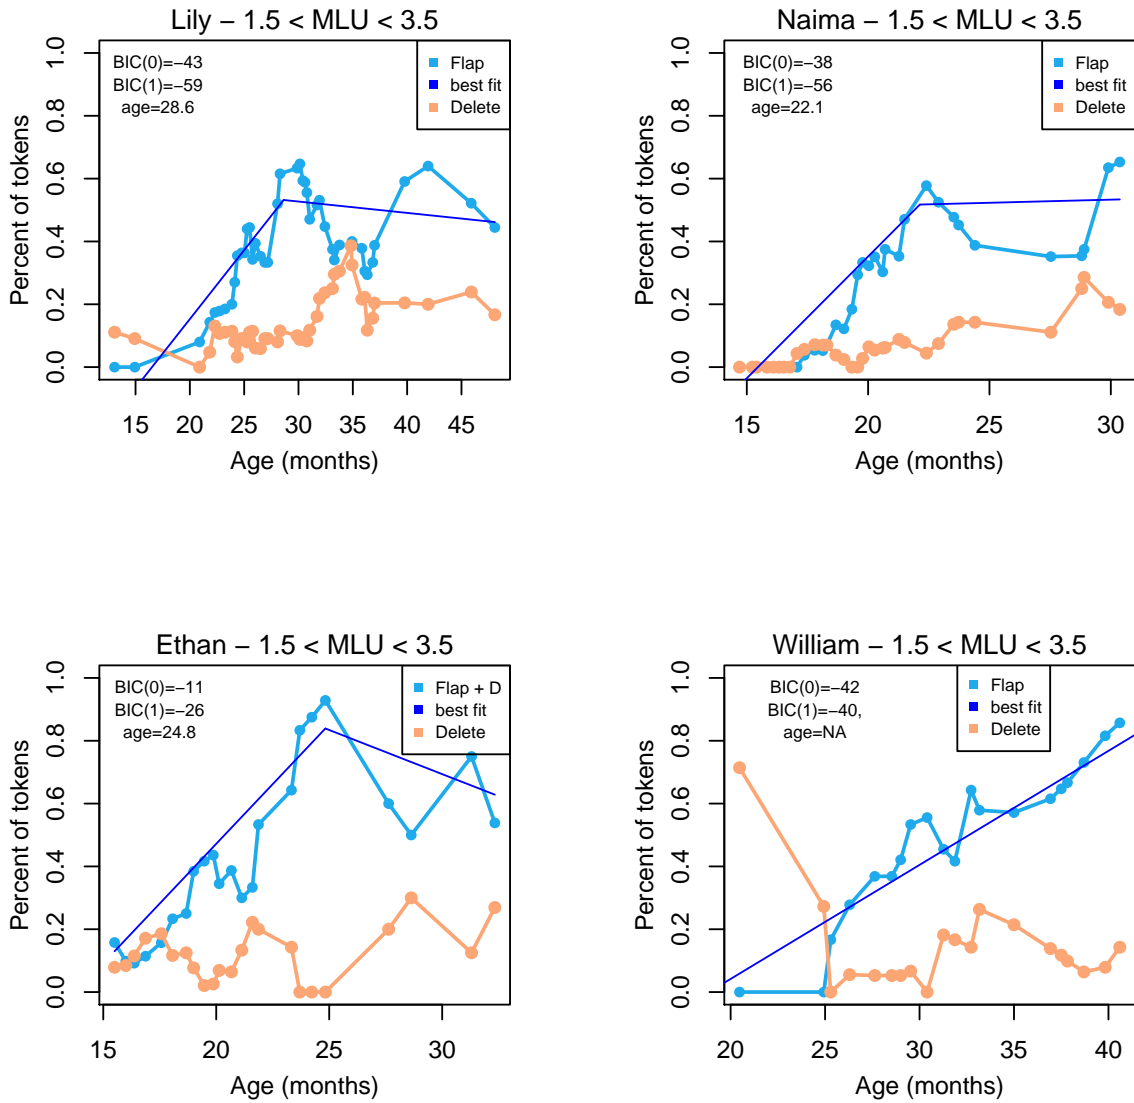 Lily − 1.5 < MLU < 3.5
BIC(0)=−43
BIC(1)=−59
age=28.6
Flap
best fit
Delete
Percent of tokens
0.0 0.2 0.4 0.6 0.8 1.0
15 20 25 30 35 40 45
Age (months)
Naima − 1.5 < MLU < 3.5
BIC(0)=−38
BIC(1)=−56
age=22.1
Flap
best fit
Delete
Percent of tokens
0.0 0.2 0.4 0.6 0.8 1.0
15 20 25 30
Age (months)
Ethan − 1.5 < MLU < 3.5
BIC(0)=−11
BIC(1)=−26
age=24.8
Flap + D
best fit
Delete
Percent of tokens
0.0 0.2 0.4 0.6 0.8 1.0
15 20 25 30
Age (months)
William − 1.5 < MLU < 3.5
BIC(0)=−42
BIC(1)=−40,
age=NA
Flap
best fit
Delete
Percent of tokens
0.0 0.2 0.4 0.6 0.8 1.0
20 25 30 35 40
Age (months)